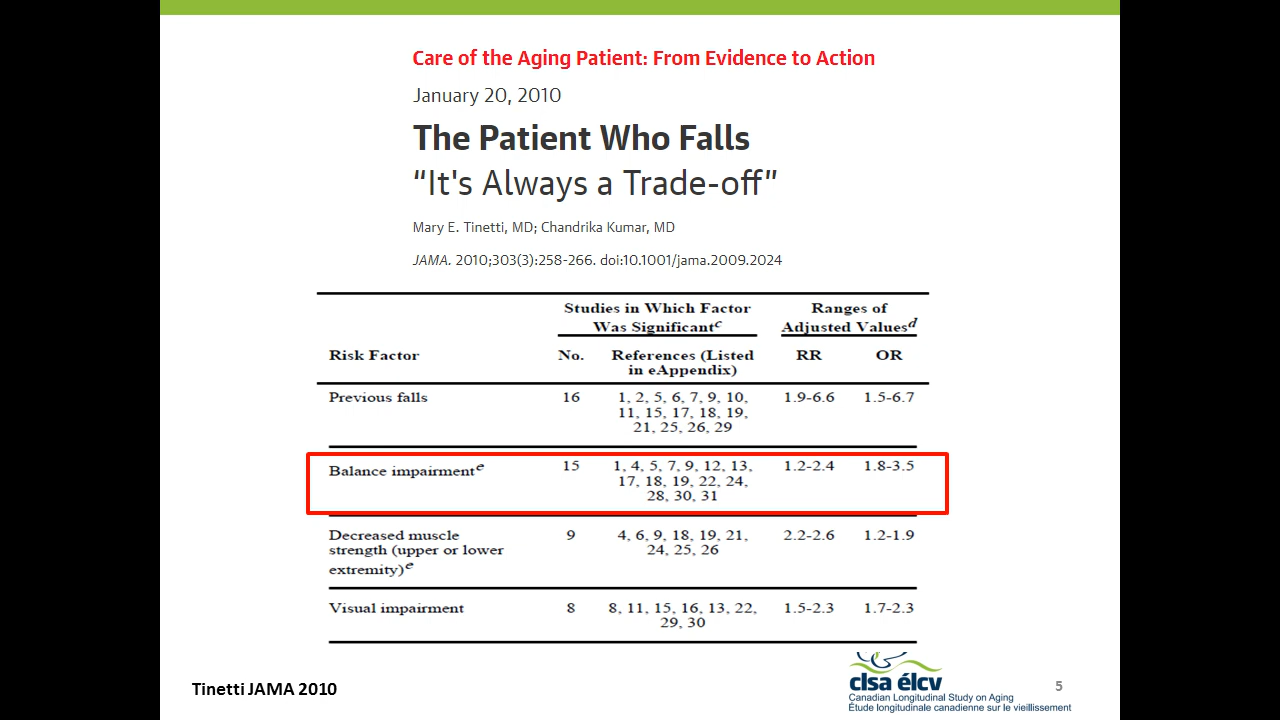 Care of the Aging Patient: From Evidence to Action
January 20, 2010
The Patient Who Falls
“It's Always a Trade-off”
Mary E. Tinetti, MD; Chandrika Kumar, MD
JAMA. 2010;303(3):258-266. doi:10.1001/jama.2009.2024
Studies in Which Factor
Was Significantc
Ranges of
Adjusted Valuesd
Risk Factor
No.
References (Listed
in eAppendix)
RR
OR
Previous falls
16
1, 2, 5, 6, 7, 9, 10,
11, 15, 17, 18, 19,
21, 25, 26, 29
1.9-6.6
1.5-6.7
Balance impairmente
15
1, 4, 5, 7, 9, 12, 13,
17, 18, 19, 22, 24,
28, 30, 31
1.2-2.4
1.8-3.5
Decreased muscle
strength (upper or lower
extremity)e
9
4, 6, 9, 18, 19, 21,
24, 25, 26
2.2-2.6
1.2-1.9
Visual impairment
8
8, 11, 15, 16, 13, 22,
29, 30
1.5-2.3
1.7-2.3
Tinetti JAMA 2010
clsa élcv
Canadian Longitudinal Study on Aging
Étude longitudinale canadienne sur le vieillissement
5